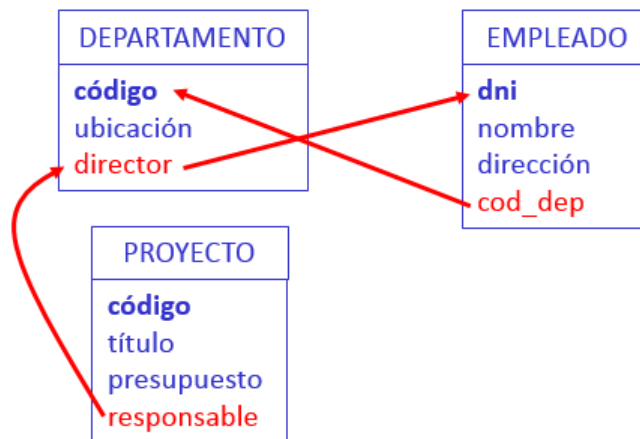 DEPARTAMENTO
código
ubicación
director
EMPLEADO
dni
nombre
dirección
cod_dep
PROYECTO
código
título
presupuesto
responsable